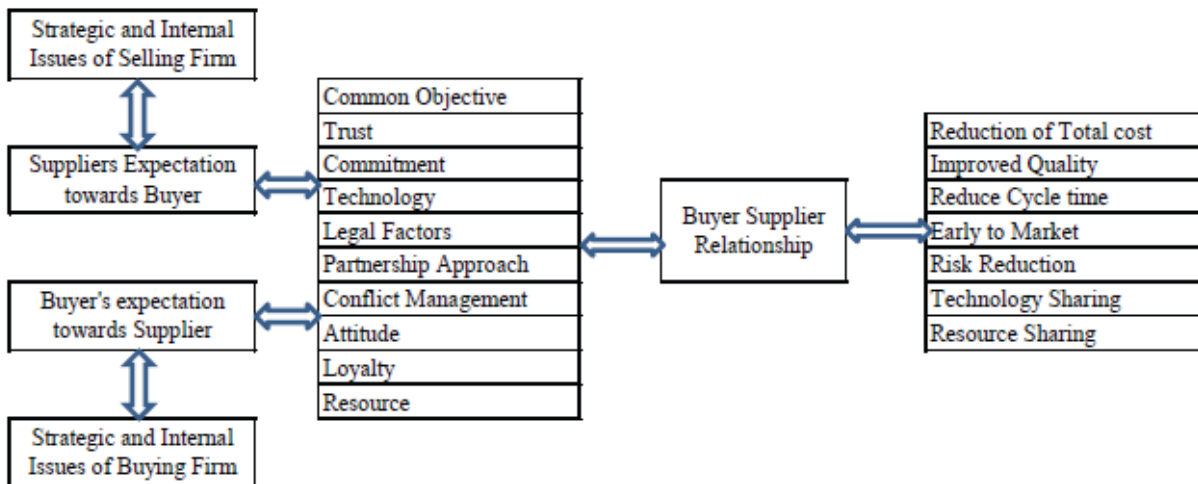 Strategic and Internal
Issues of Selling Firm
Suppliers Expectation
towards Buyer
Buyer's expectation
towards Supplier
Strategic and Internal
Issues of Buying Firm
Common Objective
Trust
Commitment
Technology
Legal Factors
Partnership Approach
Conflict Management
Attitude
Loyalty
Resource
Buyer Supplier
Relationship
Reduction of Total cost
Improved Quality
Reduce Cycle time
Early to Market
Risk Reduction
Technology Sharing
Resource Sharing